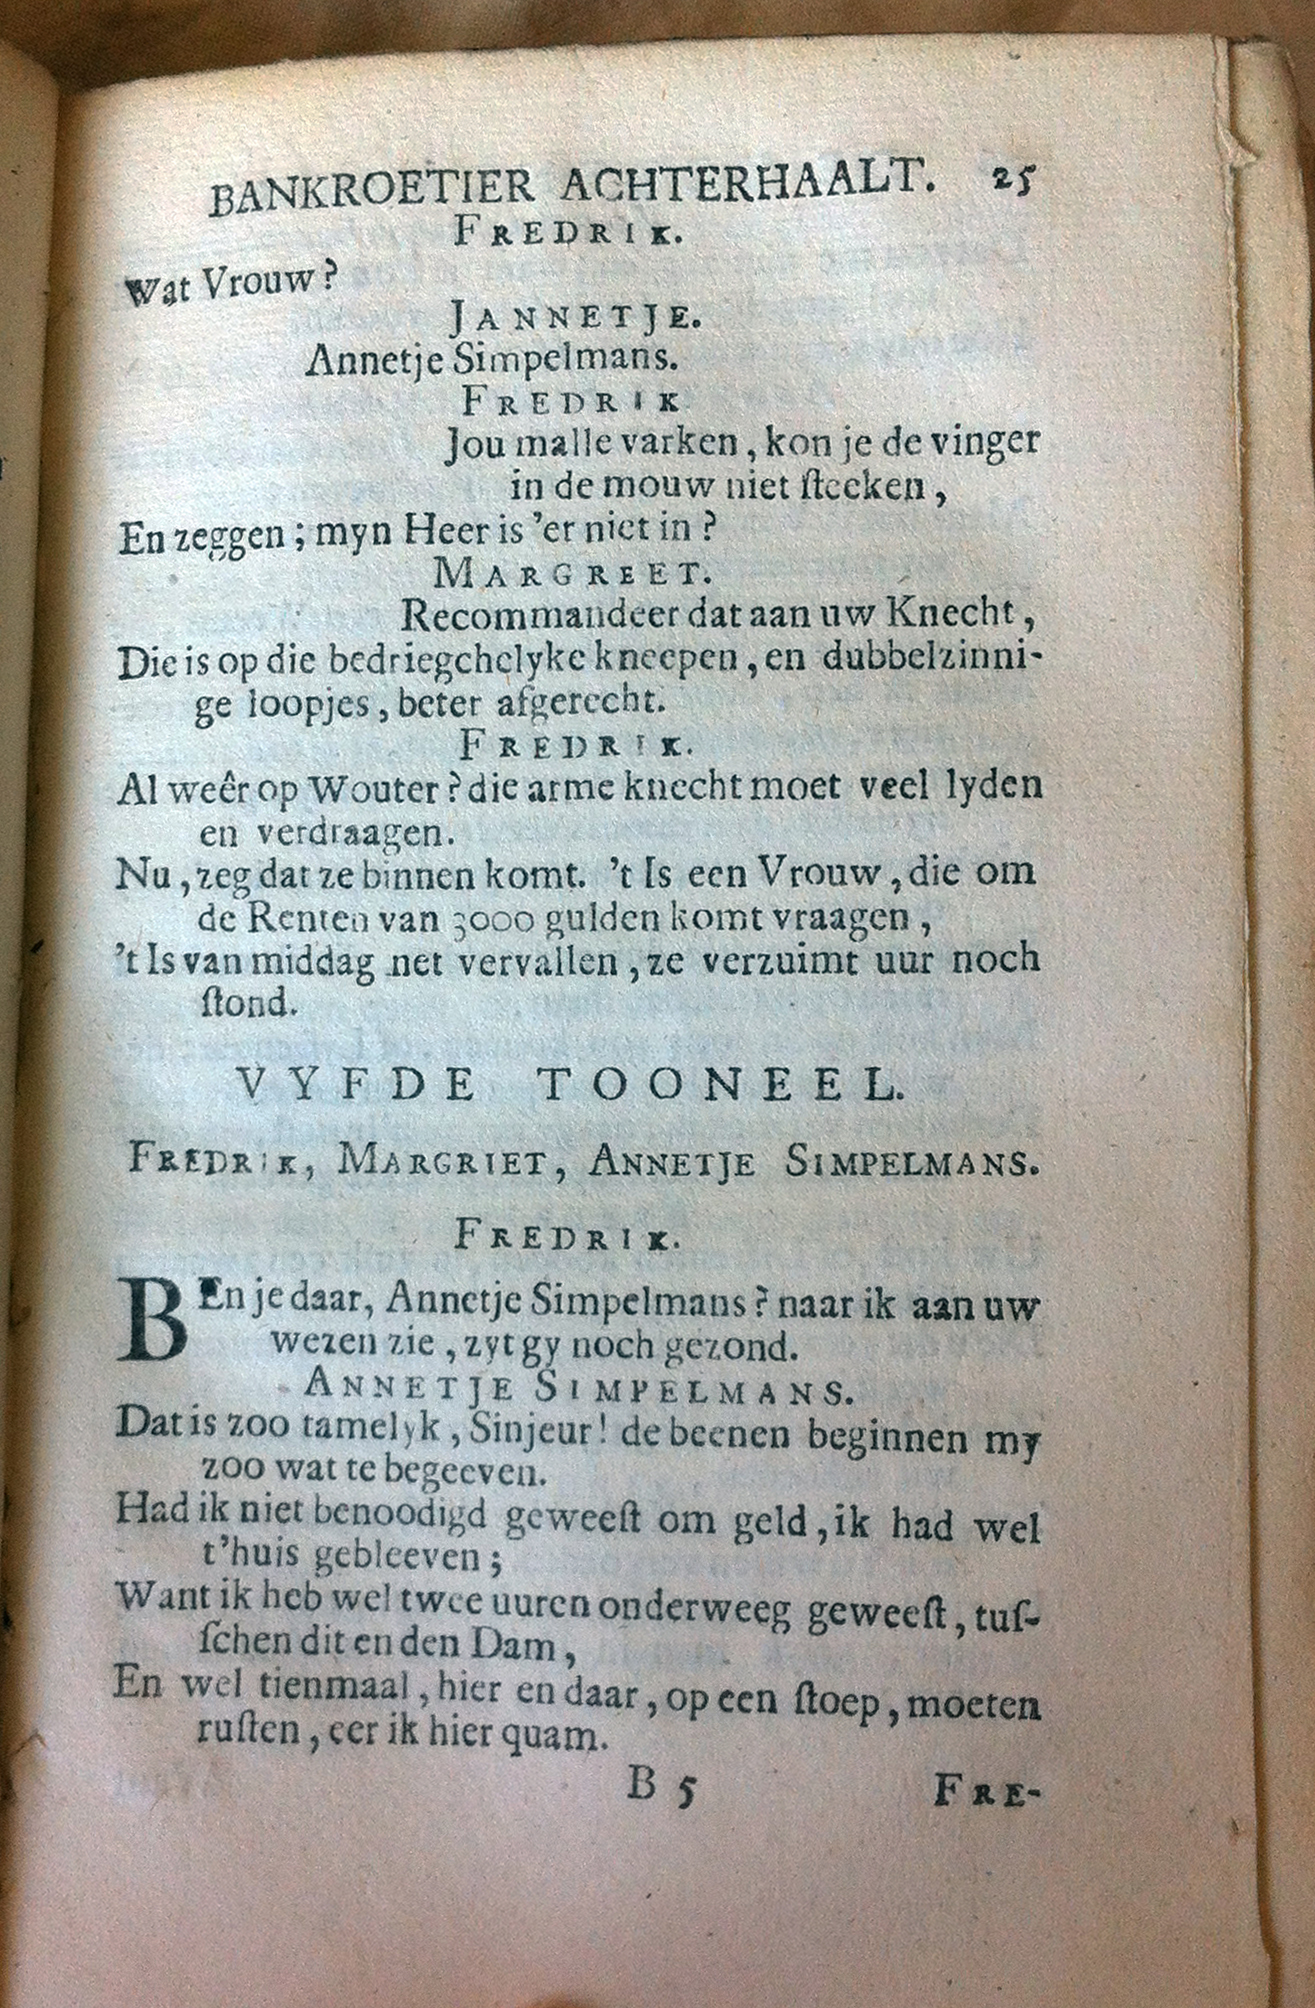 BANKROETIER ACHTERHAALT. 25
FREDRIK.
Wat Vrouw?
JANNETJE.
Annetje Simpelmans.
FREDRIK
Jou malle varken, kon je de vinger
in de mouw niet ſteeken,
En zeggen; myn Heer is 'er niet in?
MARGREET.
Recommandeer dat aan uw Knecht,
Die is op die bedriegchelyke kneepen, en dubbelzinni-
ge loopjes, beter afgerecht.
FREDRIK.
Al weêr op Wouter? die arme knecht moet veel lyden
en verdraagen.
Nu, zeg dat ze binnen komt. 't Is een Vrouw, die om
de Renten van 3000 gulden komt vraagen,
't Is van middag net vervallen, ze verzuimt uur noch
ſtond.
VYFDE TOONEEL.
FREDRIK, MARGRIET, ANNETJE SIMPELMANS.
FREDRIK.
BEn je daar, Annetje Simpelmans? naar ik aan uw
wezen zie, zyt gy noch gezond.
ANNETJE SIMPELMANS.
Dat is zoo tamelyk, Sinjeur! de beenen beginnen my
zoo wat te begeeven.
Had ik niet benoodigd geweeſt om geld, ik had wel
t'huis gebleeven;
Want ik heb wel twee uuren onderweeg geweeſt, tuſ-
ſchen dit en den Dam,
En wel tienmaal, hier en daar, op een ſtoep, moeten
ruſten, eer ik hier quam.
B 5 FRE-